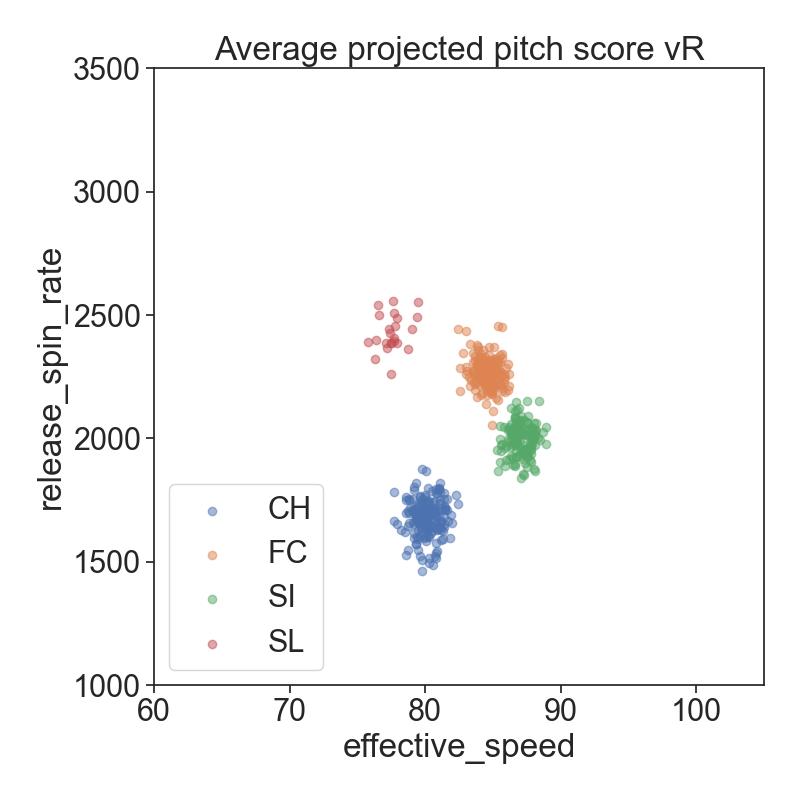 Average projected pitch score vR
3500
3000
2500
2000
1500
1000
release_spin_rate
CH
FC
SI
SL
60
70
80
90
100
effective_speed